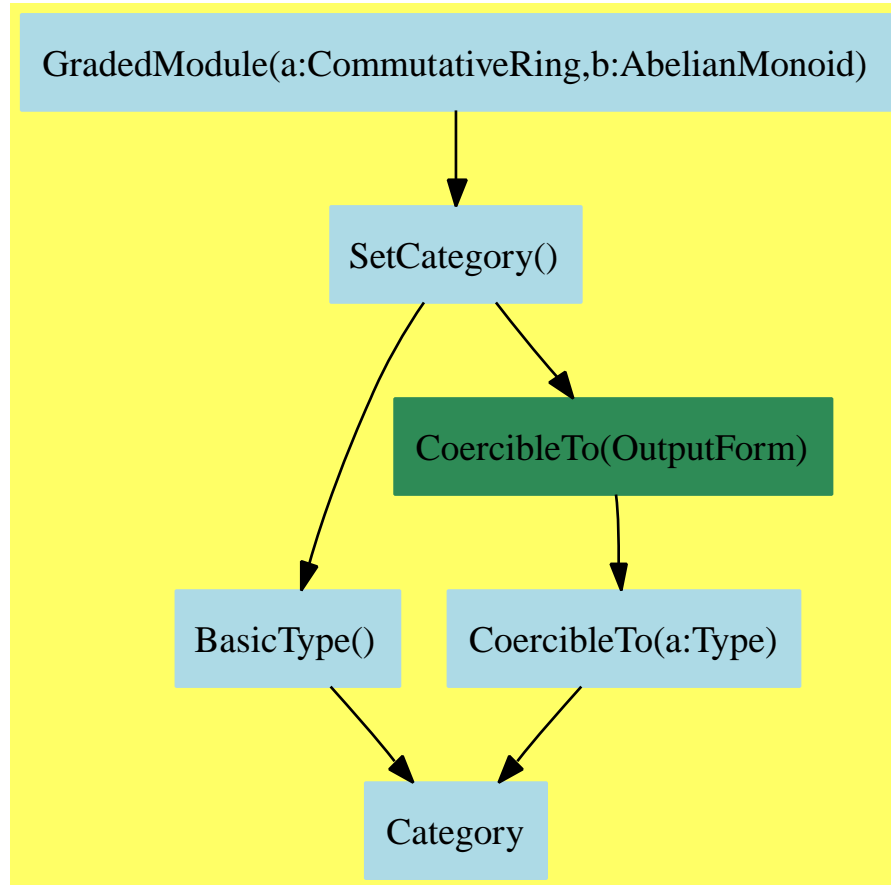 GradedModule(a:CommutativeRing,b:AbelianMonoid)
SetCategory()
CoercibleTo(OutputForm)
BasicType()
CoercibleTo(a:Type)
Category